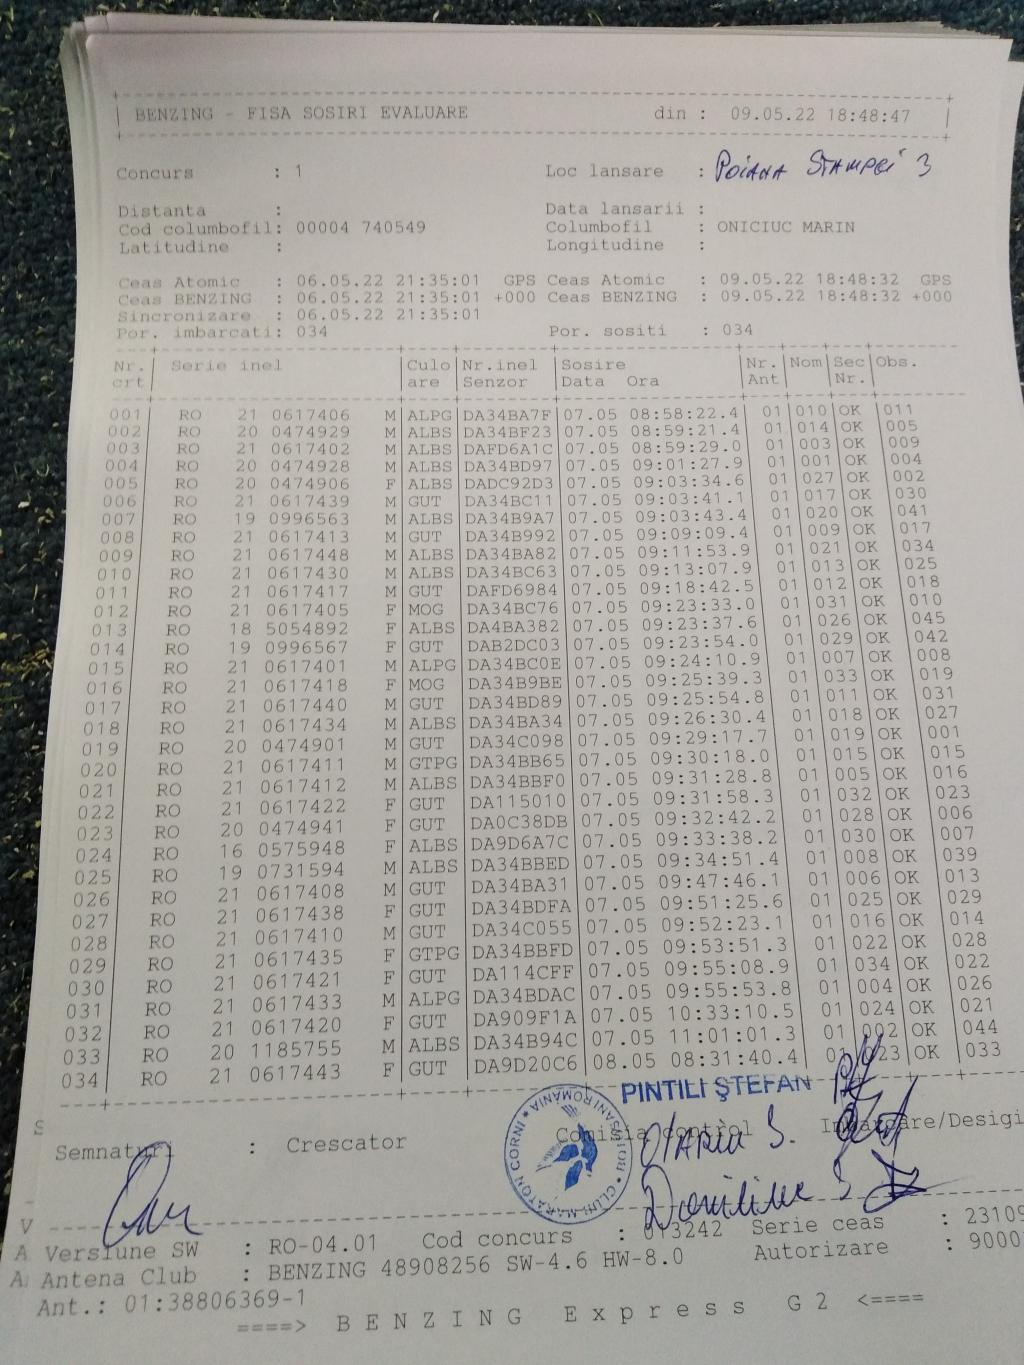 BENZING - FISA SOSIRI EVALUARE din : 09.05.22 18:48:47
Concurs : 1 Loc lansare : POIANA STAMPEI 3
Distanta : Data lansarii :
Cod columbofil: 00004 740549 Columbofil : ONICIUC MARIN
Latitudine : Longitudine :
Ceas Atomic : 06.05.22 21:35:01 GPS Ceas Atomic : 09.05.22 18:48:32 GPS
Ceas BENZING : 06.05.22 21:35:01 +000 Ceas BENZING : 09.05.22 18:48:32 +000
Sincronizare : 06.05.22 21:35:01
Por. imbarcati: 034 Por. sositi : 034
Nr. Serie inel Culo Nr.inel Sosire Nr. Nom Sec Obs.
crt are Senzor Data Ora Ant Nr.
001 RO 21 0617406 M ALPG DA34BA7F 07.05 08:58:22.4 01 010 OK 011
002 RO 20 0474929 M ALBS DA34BF23 07.05 08:59:21.4 01 014 OK 005
003 RO 21 0617402 M ALBS DAFD6A1C 07.05 08:59:29.0 01 003 OK 009
004 RO 20 0474928 M ALBS DA34BD97 07.05 09:01:27.9 01 001 OK 004
005 RO 20 0474906 F ALBS DADC92D3 07.05 09:03:34.6 01 027 OK 002
006 RO 21 0617439 M GUT DA34BC11 07.05 09:03:41.1 01 017 OK 030
007 RO 19 0996563 M ALBS DA34B9A7 07.05 09:03:43.4 01 020 OK 041
008 RO 21 0617413 M GUT DA34B992 07.05 09:09:09.4 01 009 OK 017
009 RO 21 0617448 M ALBS DA34BA82 07.05 09:11:53.9 01 021 OK 034
010 RO 21 0617430 M ALBS DA34BC63 07.05 09:13:07.9 01 013 OK 025
011 RO 21 0617417 M GUT DAFD6984 07.05 09:18:42.5 01 012 OK 018
012 RO 21 0617405 F MOG DA34BC76 07.05 09:23:33.0 01 031 OK 010
013 RO 18 5054892 F ALBS DA4BA382 07.05 09:23:37.6 01 026 OK 045
014 RO 19 0996567 F GUT DAB2DC03 07.05 09:23:54.0 01 029 OK 042
015 RO 21 0617401 M ALPG DA34BC0E 07.05 09:24:10.9 01 007 OK 008
016 RO 21 0617418 F MOG DA34B9BE 07.05 09:25:39.3 01 033 OK 019
017 RO 21 0617440 M GUT DA34BD89 07.05 09:25:54.8 01 011 OK 031
018 RO 21 0617434 M ALBS DA34BA34 07.05 09:26:30.4 01 018 OK 027
019 RO 20 0474901 M GUT DA34C098 07.05 09:29:17.7 01 019 OK 001
020 RO 21 0617411 M GTPG DA34BB65 07.05 09:30:18.0 01 015 OK 015
021 RO 21 0617412 M ALBS DA34BBF0 07.05 09:31:28.8 01 005 OK 016
022 RO 21 0617422 F GUT DA115010 07.05 09:31:58.3 01 032 OK 023
023 RO 20 0474941 F GUT DA0C38DB 07.05 09:32:42.2 01 028 OK 006
024 RO 16 0575948 F ALBS DA9D6A7C 07.05 09:33:38.2 01 030 OK 007
025 RO 19 0731594 M ALBS DA34BBED 07.05 09:34:51.4 01 008 OK 039
026 RO 21 0617408 M GUT DA34BA31 07.05 09:47:46.1 01 006 OK 013
027 RO 21 0617438 F GUT DA34BDFA 07.05 09:51:25.6 01 025 OK 029
028 RO 21 0617410 M GUT DA34C055 07.05 09:52:23.1 01 016 OK 014
029 RO 21 0617435 F GTPG DA34BBFD 07.05 09:53:51.3 01 022 OK 028
030 RO 21 0617421 F GUT DA114CFF 07.05 09:55:08.9 01 034 OK 022
031 RO 21 0617433 M ALPG DA34BDAC 07.05 09:55:53.8 01 004 OK 026
032 RO 21 0617420 F GUT DA909F1A 07.05 10:33:10.5 01 024 OK 021
033 RO 20 1185755 M ALBS DA34B94C 07.05 11:01:01.3 01 002 OK 044
034 RO 21 0617443 F GUT DA9D20C6 08.05 08:31:40.4 01 023 OK 033
PINTILI ȘTEFAN
Semnaturi : Crescator Comisia control Imbarcare/Desigi
CLUB MARATON CORNI BOTOSANI ROMANIA
Versiune SW : RO-04.01 Cod concurs : 013242 Serie ceas : 23109
Antena Club : BENZING 48908256 SW-4.6 HW-8.0 Autorizare : 9000
Ant.: 01:38806369-1
====> BENZING Express G2 <====